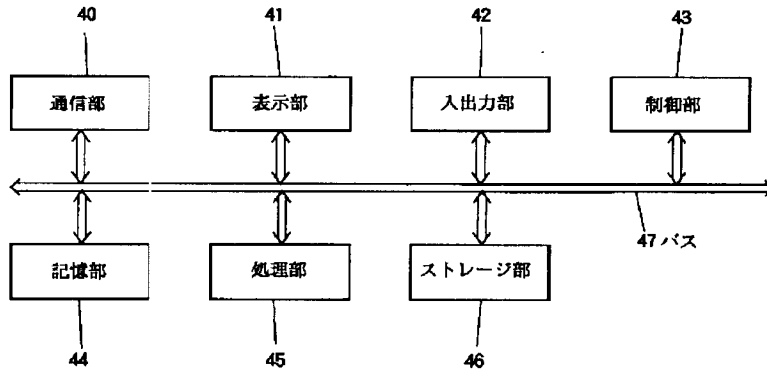 40
41
42
43
通信部
表示部
入出力部
制御部
47 バス
記憶部
処理部
ストレージ部
44
45
46